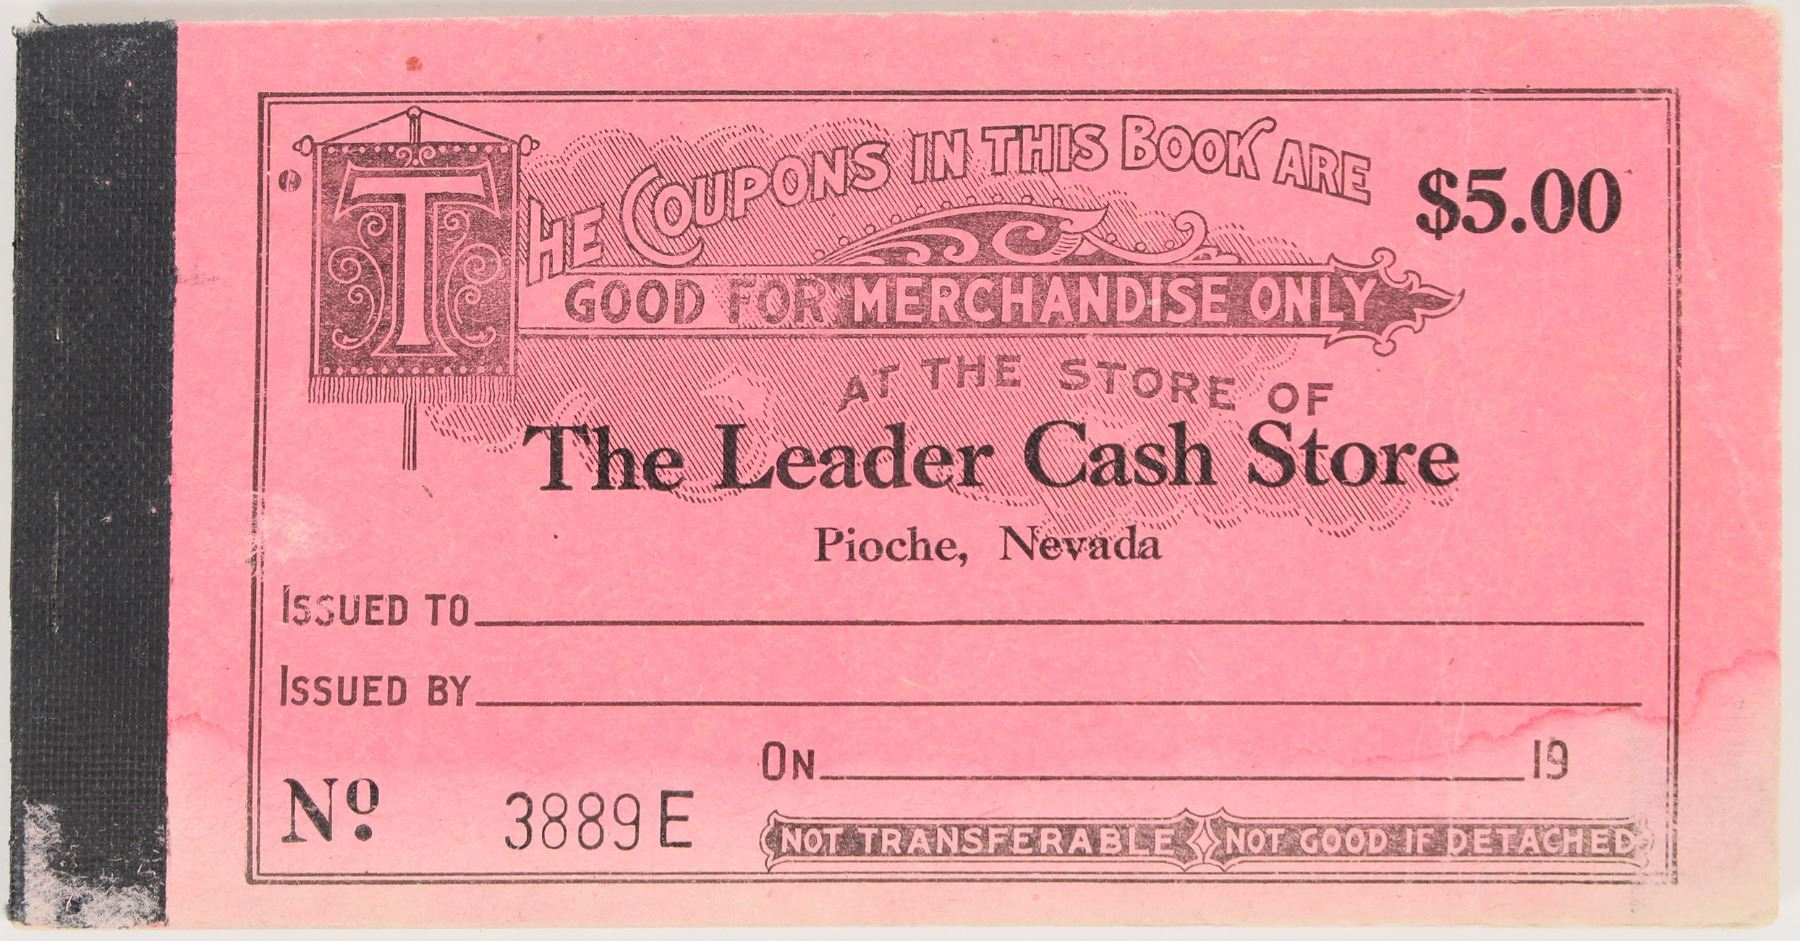 THE COUPONS IN THIS BOOK ARE
$5.00
GOOD FOR MERCHANDISE ONLY
AT THE STORE OF
The Leader Cash Store
Pioche, Nevada
ISSUED TO
ISSUED BY
ON 19
Nº 3889E
NOT TRANSFERABLE NOT GOOD IF DETACHED